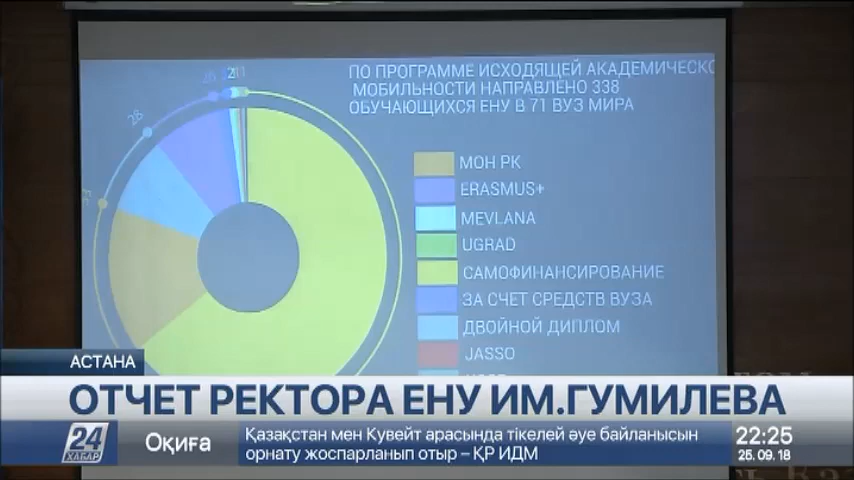 ПО ПРОГРАММЕ ИСХОДЯЩЕЙ АКАДЕМИЧЕСКО
МОБИЛЬНОСТИ НАПРАВЛЕНО 338
ОБУЧАЮЩИХСЯ ЕНУ В 71 ВУЗ МИРА
28
МОН РК
ERASMUS+
MEVLANA
UGRAD
САМОФИНАНСИРОВАНИЕ
ЗА СЧЕТ СРЕДСТВ ВУЗА
ДВОЙНОЙ ДИПЛОМ
JASSO
АСТАНА
ОТЧЕТ РЕКТОРА ЕНУ ИМ.ГУМИЛЕВА
24
ХАБАР
Оқиға
Қазақстан мен Кувейт арасында тікелей әуе байланысын
орнату жоспарланып отыр – ҚР ИДМ
22:25
25.09.18